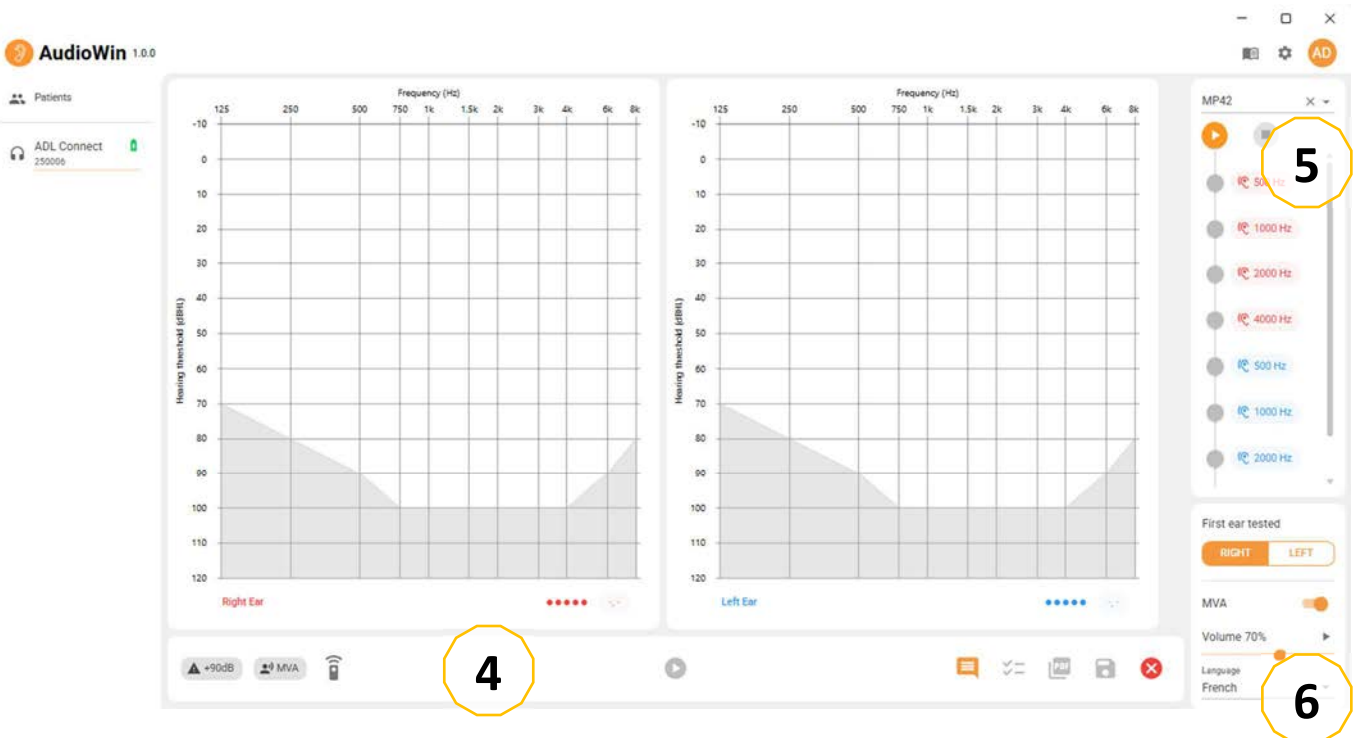 AudioWin 1.0.0
AD
Patients
ADL Connect
250006
Frequency (Hz)
125 250 500 750 1k 1.5k 2k 3k 4k 6k 8k
-10
0
10
20
30
40
50
60
70
80
90
100
110
120
Hearing threshold (dBHL)
Right Ear
Frequency (Hz)
125 250 500 750 1k 1.5k 2k 3k 4k 6k 8k
-10
0
10
20
30
40
50
60
70
80
90
100
110
120
Hearing threshold (dBHL)
Left Ear
+90dB
MVA
4
PDF
MP42
5
500 Hz
1000 Hz
2000 Hz
4000 Hz
500 Hz
1000 Hz
2000 Hz
First ear tested
RIGHT LEFT
MVA
Volume 70%
Language
French
6